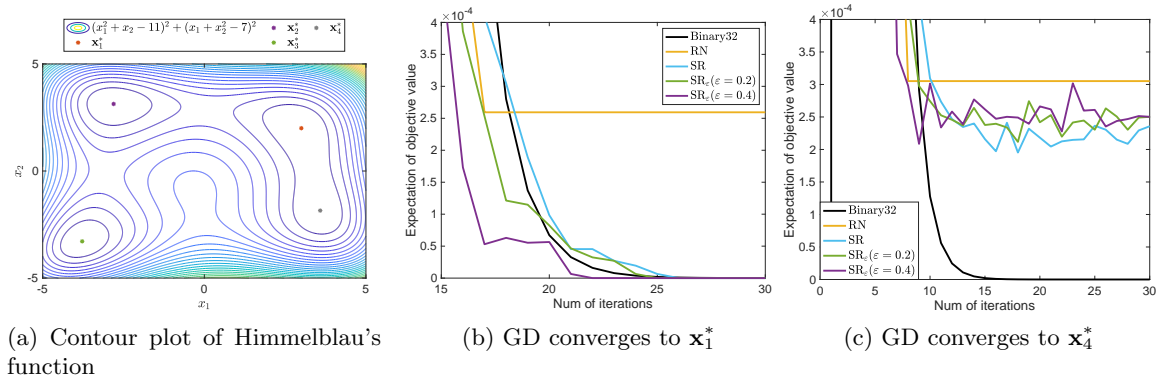 (x₁² + x₂ − 11)² + (x₁ + x₂² − 7)² x₂* x₄*
x₁* x₃*
5
0
-5
x₂
-5 0 5
x₁
(a) Contour plot of Himmelblau's
function
×10⁻⁴
4
3.5
3
2.5
2
1.5
1
0.5
0
Expectation of objective value
Binary32
RN
SR
SRε(ε = 0.2)
SRε(ε = 0.4)
15 20 25 30
Num of iterations
(b) GD converges to x₁*
×10⁻⁴
4
3.5
3
2.5
2
1.5
1
0.5
0
Expectation of objective value
Binary32
RN
SR
SRε(ε = 0.2)
SRε(ε = 0.4)
0 5 10 15 20 25 30
Num of iterations
(c) GD converges to x₄*